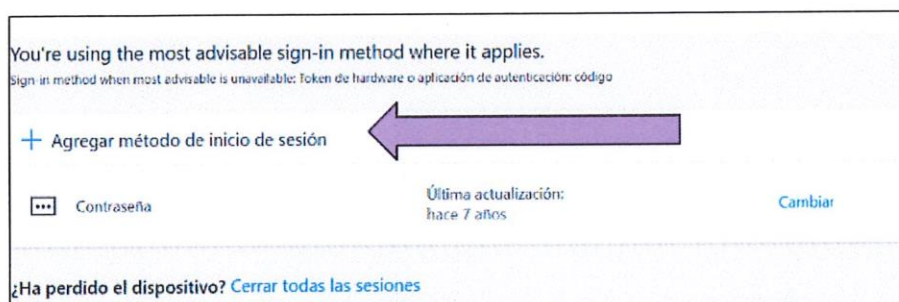 You're using the most advisable sign-in method where it applies.
Sign-in method when most advisable is unavailable: Token de hardware o aplicación de autenticación: código
Agregar método de inicio de sesión
Contraseña
Última actualización:
hace 7 años
Cambiar
¿Ha perdido el dispositivo? Cerrar todas las sesiones